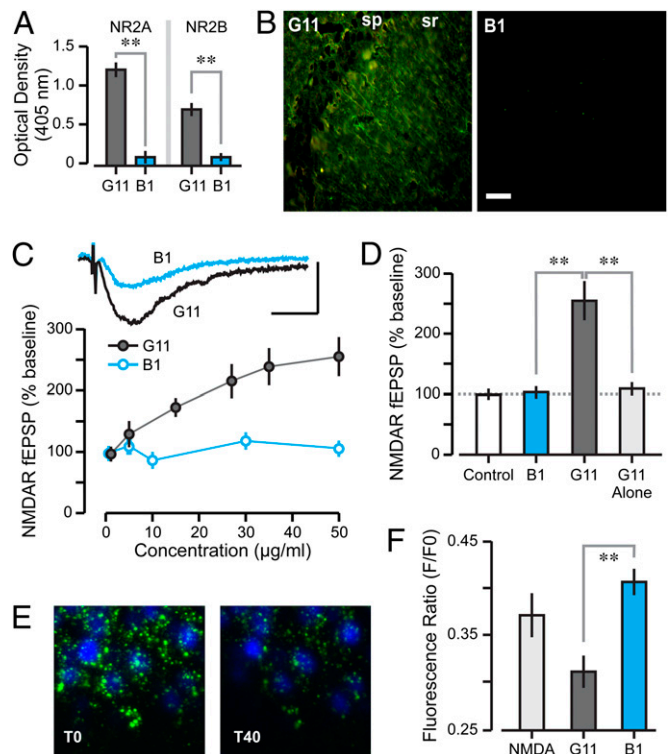 A
NR2A
NR2B
**
**
Optical Density
(405 nm)
1.5
1.0
0.5
0
G11 B1
G11 B1
B
G11
sp
sr
B1
C
B1
G11
NMDAR fEPSP (% baseline)
300
200
100
0
G11
B1
0
10
20
30
40
50
Concentration (µg/ml)
D
NMDAR fEPSP (% baseline)
300
200
100
0
**
**
Control
B1
G11
G11
Alone
E
T0
T40
F
Fluorescence Ratio (F/F0)
0.45
0.35
0.25
**
NMDA
G11
B1